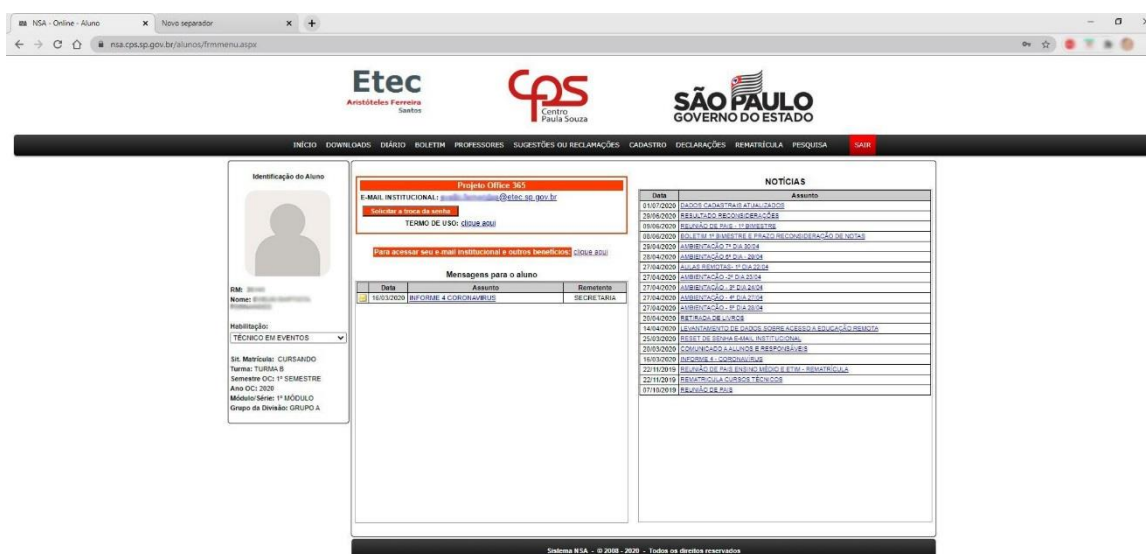 NSA - Online - Aluno
Novo separador
nsa.cps.sp.gov.br/alunos/frmmenu.aspx
Etec
Aristóteles Ferreira
Santos
cps
Centro
Paula Souza
SÃO PAULO
GOVERNO DO ESTADO
INÍCIO DOWNLOADS DIÁRIO BOLETIM PROFESSORES SUGESTÕES OU RECLAMAÇÕES CADASTRO DECLARAÇÕES REMATRÍCULA PESQUISA SAIR
Identificação do Aluno
RM:
Nome:
Habilitação:
TÉCNICO EM EVENTOS
Sit. Matrícula: CURSANDO
Turma: TURMA B
Semestre OC: 1º SEMESTRE
Ano OC: 2020
Módulo/Série: 1º MÓDULO
Grupo da Divisão: GRUPO A
Projeto Office 365
E-MAIL INSTITUCIONAL: @etec.sp.gov.br
Solicitar a troca da senha
TERMO DE USO: clique aqui
Para acessar seu e-mail institucional e outros benefícios: clique aqui
Mensagens para o aluno
Data Assunto Remetente
16/03/2020 INFORME 4 CORONAVIRUS SECRETARIA
NOTÍCIAS
Data Assunto
01/07/2020 DADOS CADASTRAIS ATUALIZADOS
29/06/2020 RESULTADO RECONSIDERAÇÕES
09/06/2020 REUNIÃO DE PAIS - 1º BIMESTRE
08/06/2020 BOLETIM 1º BIMESTRE E PRAZO RECONSIDERAÇÃO DE NOTAS
29/04/2020 AMBIENTAÇÃO 7º DIA 30/04
28/04/2020 AMBIENTAÇÃO 6º DIA - 29/04
27/04/2020 AULAS REMOTAS- 1º DIA 22/04
27/04/2020 AMBIENTAÇÃO -2º DIA 23/04
27/04/2020 AMBIENTAÇÃO - 3º DIA 24/04
27/04/2020 AMBIENTAÇÃO - 4º DIA 27/04
27/04/2020 AMBIENTAÇÃO - 5º DIA 28/04
20/04/2020 RETIRADA DE LIVROS
14/04/2020 LEVANTAMENTO DE DADOS SOBRE ACESSO A EDUCAÇÃO REMOTA
25/03/2020 RESET DE SENHA E-MAIL INSTITUCIONAL
20/03/2020 COMUNICADO A ALUNOS E RESPONSÁVEIS
16/03/2020 INFORME 4 - CORONAVÍRUS
22/11/2019 REUNIÃO DE PAIS ENSINO MÉDIO E ETIM - REMATRÍCULA
22/11/2019 REMATRICULA CURSOS TÉCNICOS
07/10/2019 REUNIÃO DE PAIS
Sistema NSA - © 2008 - 2020 - Todos os direitos reservados